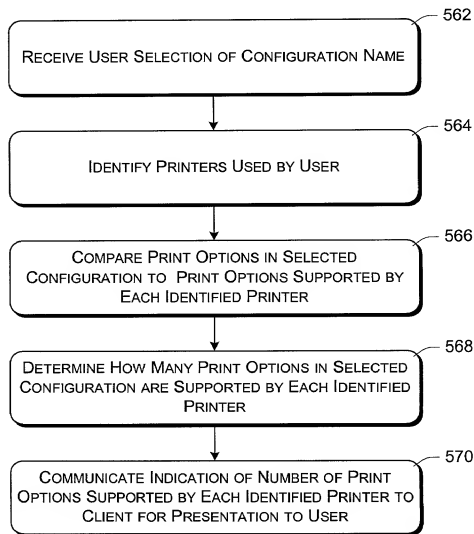 562
RECEIVE USER SELECTION OF CONFIGURATION NAME
564
IDENTIFY PRINTERS USED BY USER
566
COMPARE PRINT OPTIONS IN SELECTED
CONFIGURATION TO PRINT OPTIONS SUPPORTED BY
EACH IDENTIFIED PRINTER
568
DETERMINE HOW MANY PRINT OPTIONS IN SELECTED
CONFIGURATION ARE SUPPORTED BY EACH IDENTIFIED
PRINTER
570
COMMUNICATE INDICATION OF NUMBER OF PRINT
OPTIONS SUPPORTED BY EACH IDENTIFIED PRINTER TO
CLIENT FOR PRESENTATION TO USER